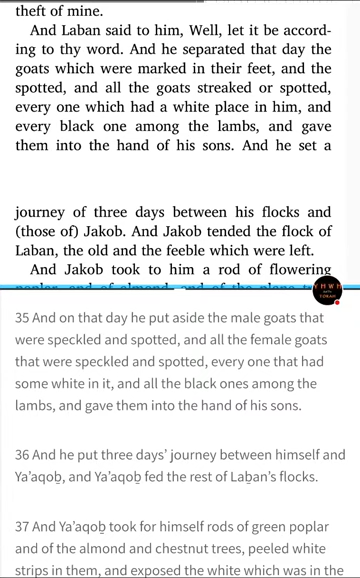 theft of mine.
And Laban said to him, Well, let it be accord-
ing to thy word. And he separated that day the
goats which were marked in their feet, and the
spotted, and all the goats streaked or spotted,
every one which had a white place in him, and
every black one among the lambs, and gave
them into the hand of his sons. And he set a
journey of three days between his flocks and
(those of) Jakob. And Jakob tended the flock of
Laban, the old and the feeble which were left.
And Jakob took to him a rod of flowering
YHWH
TORAH
35 And on that day he put aside the male goats that
were speckled and spotted, and all the female goats
that were speckled and spotted, every one that had
some white in it, and all the black ones among the
lambs, and gave them into the hand of his sons.
36 And he put three days’ journey between himself and
Ya’aqoḇ, and Ya’aqoḇ fed the rest of Laḇan’s flocks.
37 And Ya’aqoḇ took for himself rods of green poplar
and of the almond and chestnut trees, peeled white
strips in them, and exposed the white which was in the